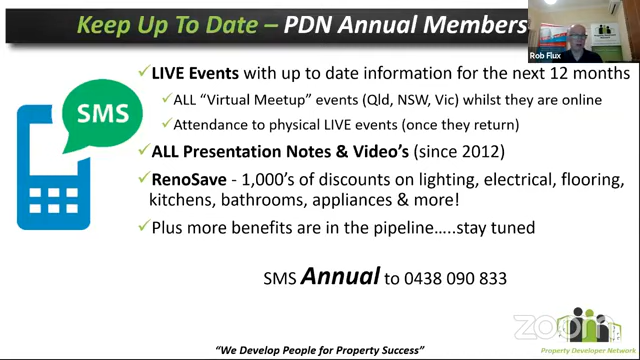 Keep Up To Date – PDN Annual Members
Rob Flux
✓LIVE Events with up to date information for the next 12 months
SMS
✓ALL “Virtual Meetup” events (Qld, NSW, Vic) whilst they are online
✓Attendance to physical LIVE events (once they return)
✓ALL Presentation Notes & Video’s (since 2012)
✓RenoSave - 1,000’s of discounts on lighting, electrical, flooring,
kitchens, bathrooms, appliances & more!
✓Plus more benefits are in the pipeline…..stay tuned
SMS Annual to 0438 090 833
zoom
“We Develop People for Property Success”
Property Developer Network